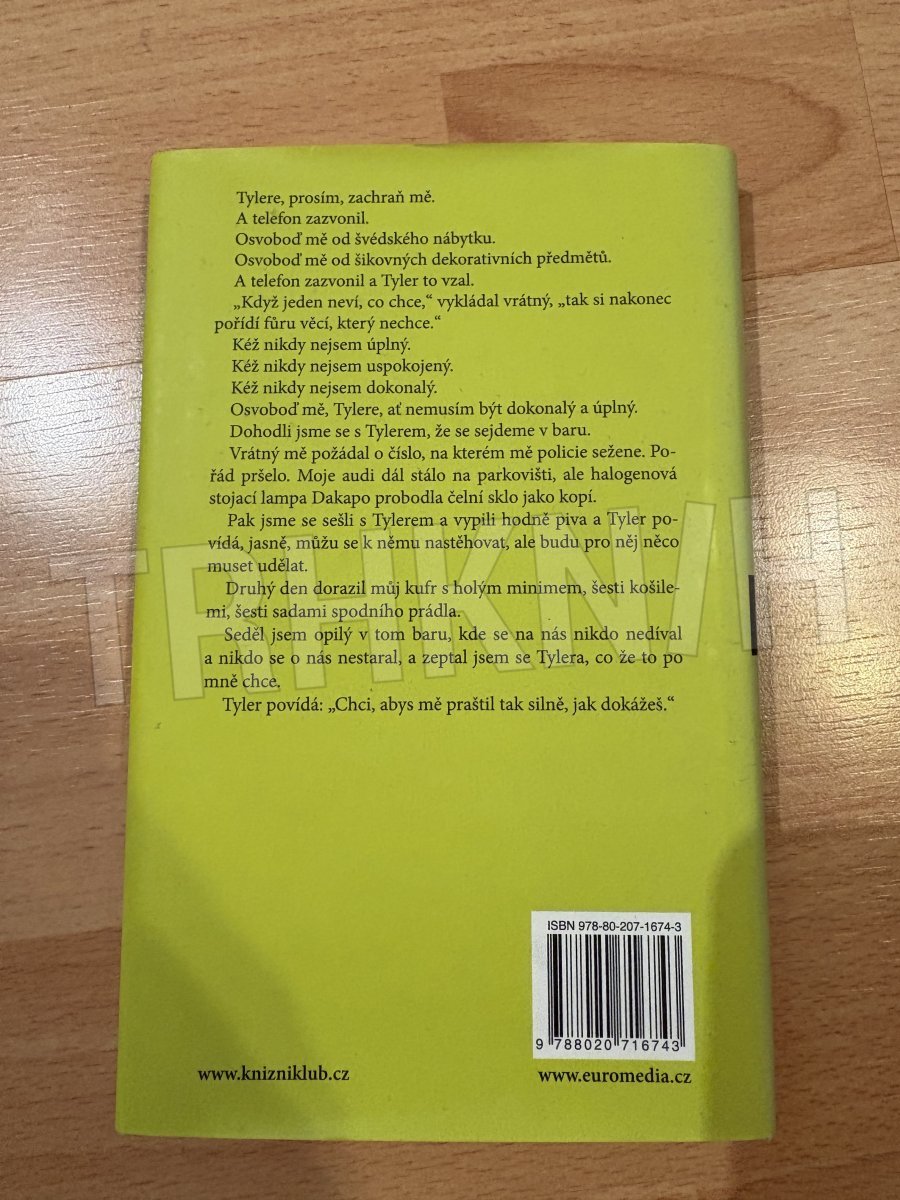 Tylere, prosím, zachraň mě.
A telefon zazvonil.
Osvoboď mě od švédského nábytku.
Osvoboď mě od šikovných dekorativních předmětů.
A telefon zazvonil a Tyler to vzal.
„Když jeden neví, co chce,“ vykládal vrátný, „tak si nakonec
pořídí fůru věcí, který nechce.“
Kéž nikdy nejsem úplný.
Kéž nikdy nejsem uspokojený.
Kéž nikdy nejsem dokonalý.
Osvoboď mě, Tylere, ať nemusím být dokonalý a úplný.
Dohodli jsme se s Tylerem, že se sejdeme v baru.
Vrátný mě požádal o číslo, na kterém mě policie sežene. Po-
řád pršelo. Moje audi dál stálo na parkovišti, ale halogenová
stojací lampa Dakapo probodla čelní sklo jako kopí.
Pak jsme se sešli s Tylerem a vypili hodně piva a Tyler po-
vídá, jasně, můžu se k němu nastěhovat, ale budu pro něj něco
muset udělat.
Druhý den dorazil můj kufr s holým minimem, šesti košile-
mi, šesti sadami spodního prádla.
Seděl jsem opilý v tom baru, kde se na nás nikdo nedíval
a nikdo se o nás nestaral, a zeptal jsem se Tylera, co že to po
mně chce.
Tyler povídá: „Chci, abys mě praštil tak silně, jak dokážeš.“
TRHKNIH
ISBN 978-80-207-1674-3
9 788020 716743
www.knizniklub.cz
www.euromedia.cz